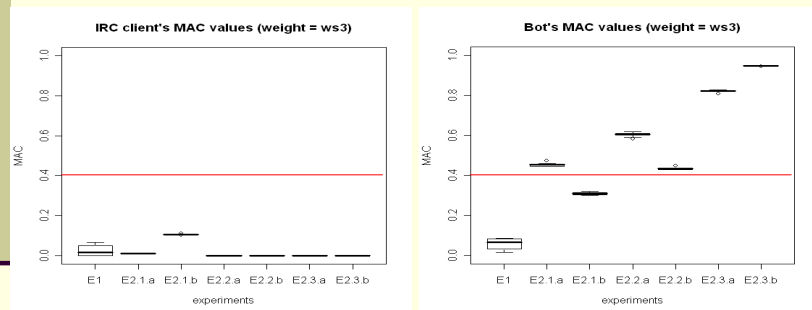 IRC client's MAC values (weight = ws3)
MAC
1.0
0.8
0.6
0.4
0.2
0.0
E1 E2.1.a E2.1.b E2.2.a E2.2.b E2.3.a E2.3.b
experiments
Bot's MAC values (weight = ws3)
MAC
1.0
0.8
0.6
0.4
0.2
0.0
E1 E2.1.a E2.1.b E2.2.a E2.2.b E2.3.a E2.3.b
experiments